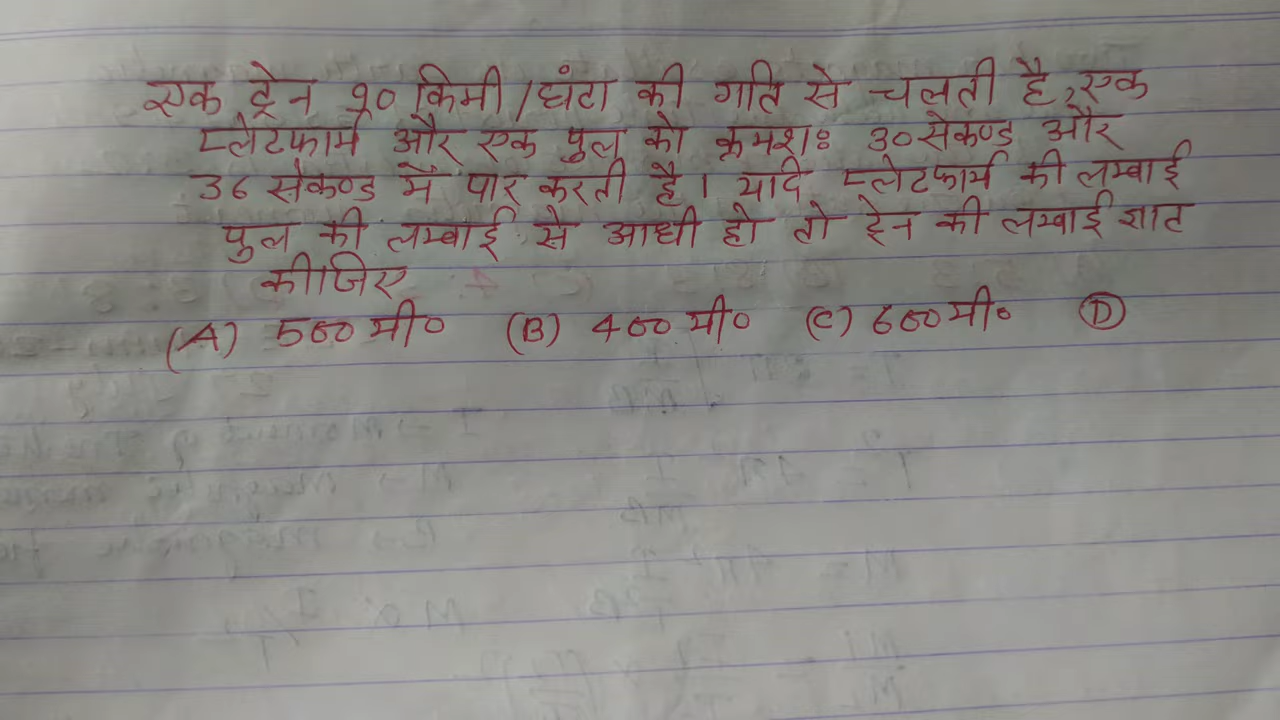 एक ट्रेन 90 किमी/घंटा की गति से चलती है, एक
प्लेटफार्म और एक पुल को क्रमशः 30 सेकण्ड और
36 सेकण्ड में पार करती है। यदि प्लेटफार्म की लम्बाई
पुल की लम्बाई से आधी हो तो ट्रेन की लम्बाई ज्ञात
कीजिए
(A) 500 मी० (B) 400 मी० (C) 600 मी० (D)